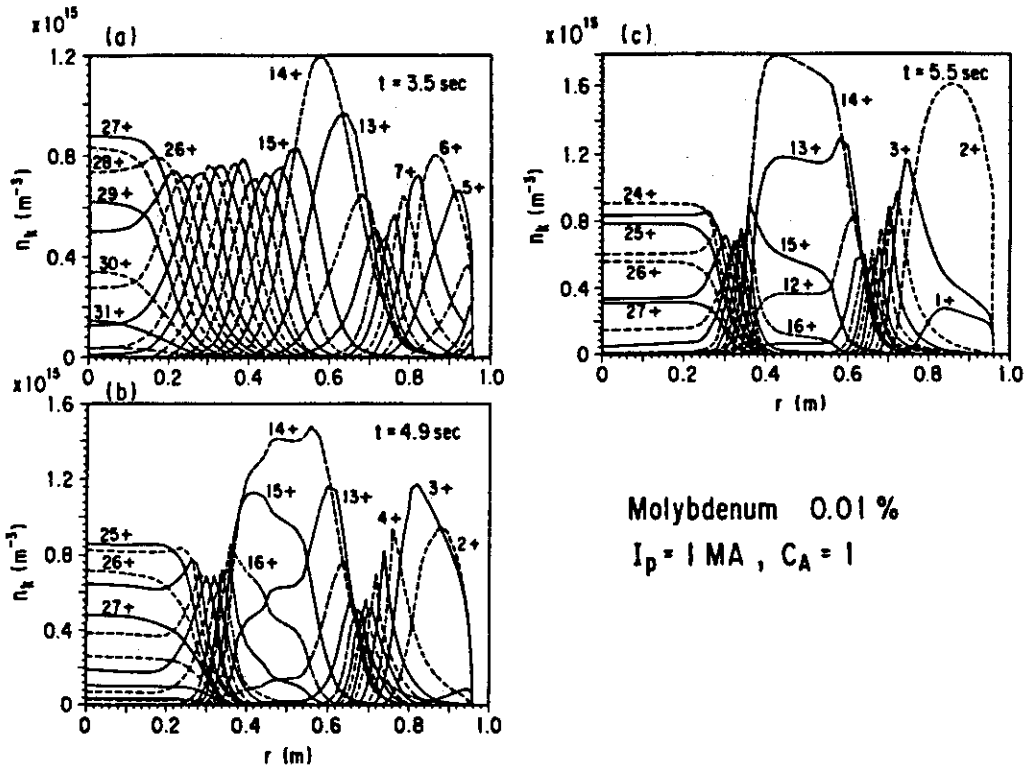 x10^15
(a)
t = 3.5 sec
14+
13+
15+
27+
26+
28+
29+
30+
31+
7+
6+
5+
n_k (m^-3)
1.2
0.8
0.4
0
0 0.2 0.4 0.6 0.8 1.0
x10^15
(b)
t = 4.9 sec
14+
15+
13+
3+
4+
2+
16+
25+
26+
27+
n_k (m^-3)
1.6
1.2
0.8
0.4
0
0 0.2 0.4 0.6 0.8 1.0
r (m)
x10^15
(c)
t = 5.5 sec
14+
13+
3+
2+
24+
25+
26+
27+
15+
12+
16+
1+
n_k (m^-3)
1.6
1.2
0.8
0.4
0
0 0.2 0.4 0.6 0.8 1.0
r (m)
Molybdenum 0.01 %
I_p = 1 MA , C_A = 1